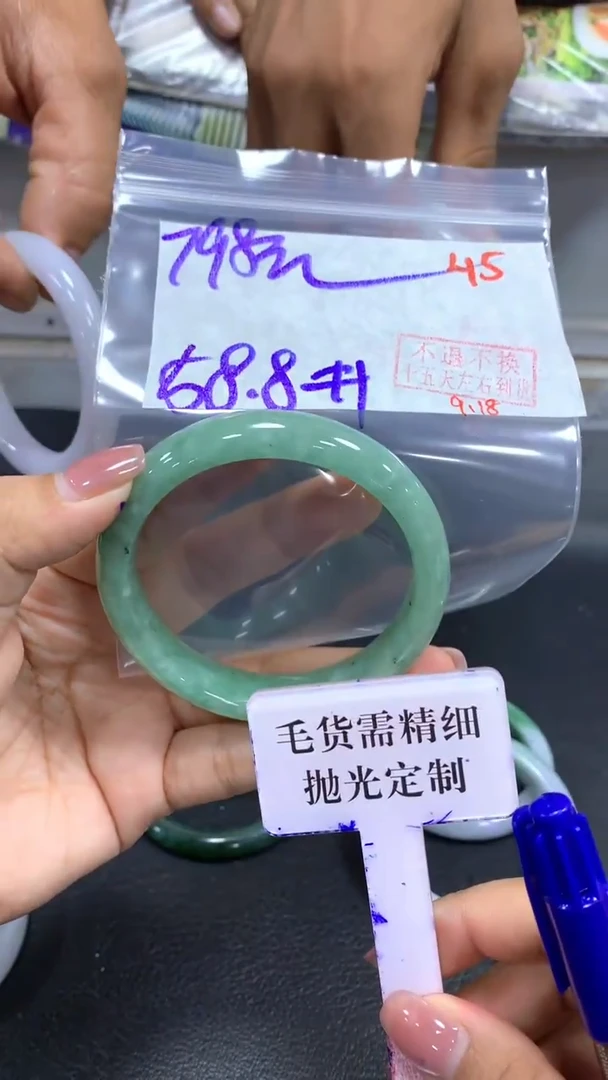 798元
45
58.8卄
不退不换
十五天左右到货
9.18
毛货需精细
抛光定制